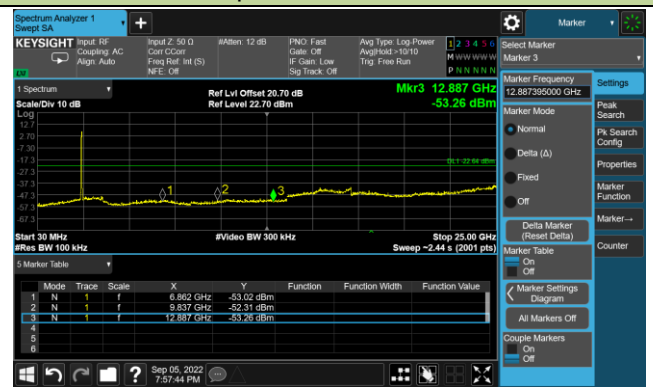 Spectrum Analyzer 1
Swept SA
Marker
KEYSIGHT
Input: RF
Coupling: AC
Align: Auto
Input Z: 50 Ω
Corr CCorr
Freq Ref: Int (S)
NFE: Off
#Atten: 12 dB
PNO: Fast
Gate: Off
IF Gain: Low
Sig Track: Off
Avg Type: Log-Power
Avg|Hold:>10/10
Trig: Free Run
1 2 3 4 5 6
M W W W W W
P N N N N N
LXI
Select Marker
Marker 3
1 Spectrum
Scale/Div 10 dB
Ref Lvl Offset 20.70 dB
Ref Level 22.70 dBm
Mkr3 12.887 GHz
-53.26 dBm
Log
12.7
2.70
-7.30
-17.3
-27.3
-37.3
-47.3
-57.3
-67.3
DL1 -22.64 dBm
1
2
3
Start 30 MHz
#Res BW 100 kHz
#Video BW 300 kHz
Stop 25.00 GHz
Sweep ~2.44 s (2001 pts)
5 Marker Table
Mode Trace Scale X Y Function Function Width Function Value
1 N 1 f 6.862 GHz -53.02 dBm
2 N 1 f 9.837 GHz -52.31 dBm
3 N 1 f 12.887 GHz -53.26 dBm
4
5
6
Marker Frequency
12.887395000 GHz
Marker Mode
Normal
Delta (Δ)
Fixed
Off
Delta Marker
(Reset Delta)
Marker Table
On
Off
Marker Settings
Diagram
All Markers Off
Couple Markers
On
Off
Settings
Peak
Search
Pk Search
Config
Properties
Marker
Function
Marker→
Counter
Sep 05, 2022
7:57:44 PM